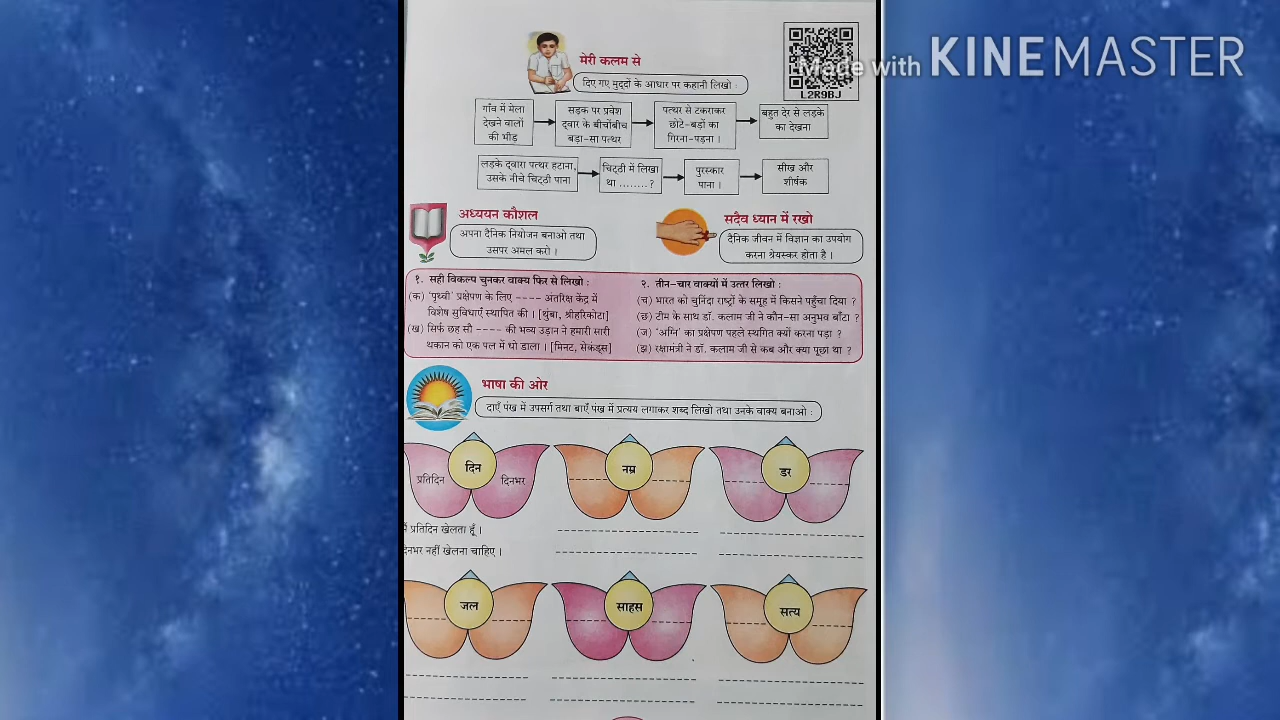 Made with KINEMASTER
L2R9BJ
मेरी कलम से
दिए गए मुद्‌दों के आधार पर कहानी लिखो :
गाँव में मेला
देखने वालों
की भीड़
सड़क पर प्रवेश
द्‌वार के बीचोंबीच
बड़ा-सा पत्थर
पत्थर से टकराकर
छोटे-बड़ों का
गिरना-पड़ना ।
बहुत देर से लड़के
का देखना
लड़के द्‌वारा पत्थर हटाना,
उसके नीचे चिट्‌ठी पाना
चिट्‌ठी में लिखा
था ........?
पुरस्कार
पाना ।
सीख और
शीर्षक
अध्ययन कौशल
अपना दैनिक नियोजन बनाओ तथा
उसपर अमल करो ।
सदैव ध्यान में रखो
दैनिक जीवन में विज्ञान का उपयोग
करना श्रेयस्कर होता है ।
१. सही विकल्प चुनकर वाक्य फिर से लिखो :
(क) 'पृथ्वी' प्रक्षेपण के लिए ---- अंतरिक्ष केंद्र में
विशेष सुविधाएँ स्थापित की । [थुंबा, श्रीहरिकोटा]
(ख) सिर्फ छह सौ ---- की भव्य उड़ान ने हमारी सारी
थकान को एक पल में धो डाला । [मिनट, सेकंड्स]
२. तीन-चार वाक्यों में उत्तर लिखो :
(च) भारत को चुनिंदा राष्ट्रों के समूह में किसने पहुँचा दिया ?
(छ) टीम के साथ डॉ. कलाम जी ने कौन-सा अनुभव बाँटा ?
(ज) 'अग्नि' का प्रक्षेपण पहले स्थगित क्यों करना पड़ा ?
(झ) रक्षामंत्री ने डॉ. कलाम जी से कब और क्या पूछा था ?
भाषा की ओर
दाएँ पंख में उपसर्ग तथा बाएँ पंख में प्रत्यय लगाकर शब्द लिखो तथा उनके वाक्य बनाओ :
प्रतिदिन दिन दिनभर
नम्र
डर
मैं प्रतिदिन खेलता हूँ ।
दिनभर नहीं खेलना चाहिए ।
जल
साहस
सत्य